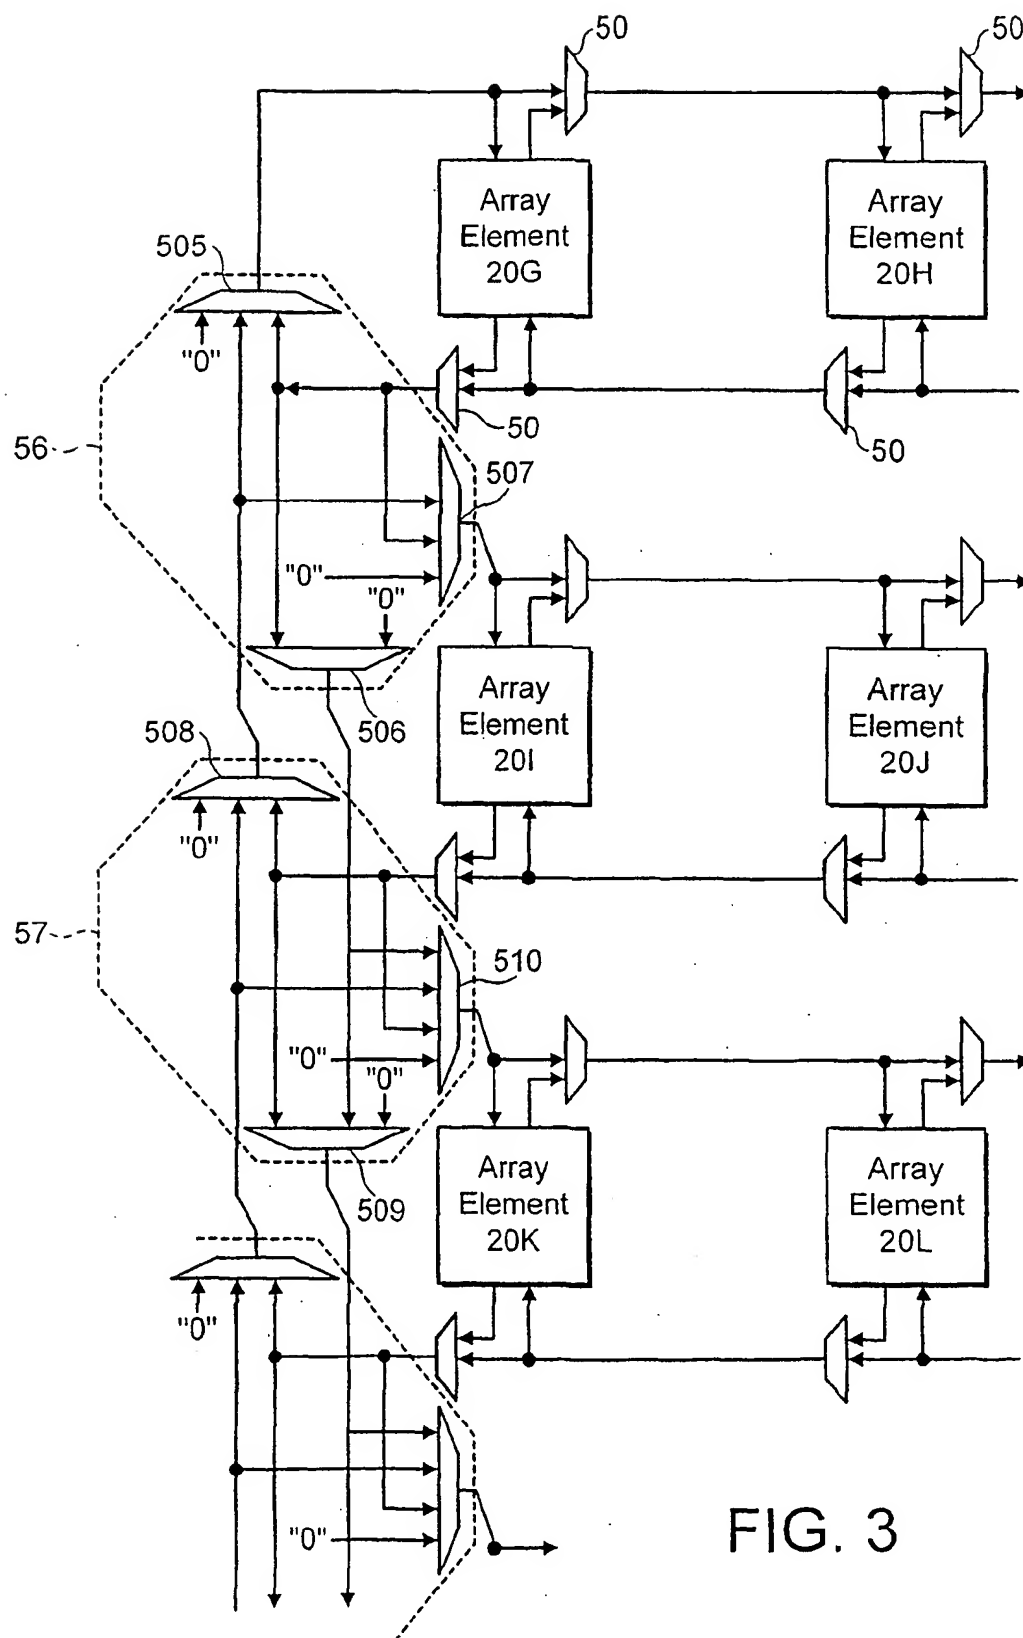 50
50
Array
Element
20G
Array
Element
20H
505
"0"
56
50
50
507
"0"
"0"
506
Array
Element
20I
Array
Element
20J
508
"0"
57
510
"0"
"0"
509
Array
Element
20K
Array
Element
20L
"0"
"0"
FIG. 3